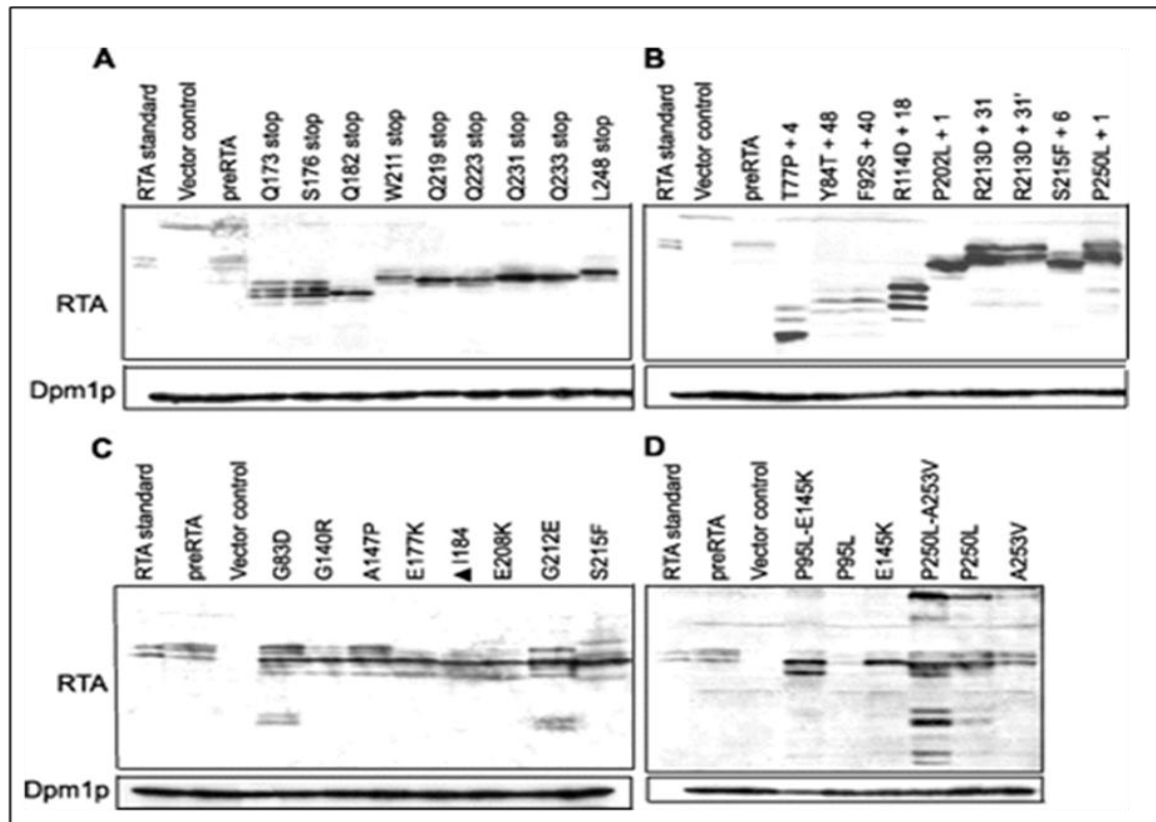 A
RTA standard
Vector control
preRTA
Q173 stop
S176 stop
Q182 stop
W211 stop
Q219 stop
Q223 stop
Q231 stop
Q233 stop
L248 stop
RTA
Dpm1p
B
RTA standard
Vector control
preRTA
T77P + 4
Y84T + 48
F92S + 40
R114D + 18
P202L + 1
R213D + 31
R213D + 31'
S215F + 6
P250L + 1
C
RTA standard
preRTA
Vector control
G83D
G140R
A147P
E177K
▲I184
E208K
G212E
S215F
RTA
Dpm1p
D
RTA standard
preRTA
Vector control
P95L-E145K
P95L
E145K
P250L-A253V
P250L
A253V